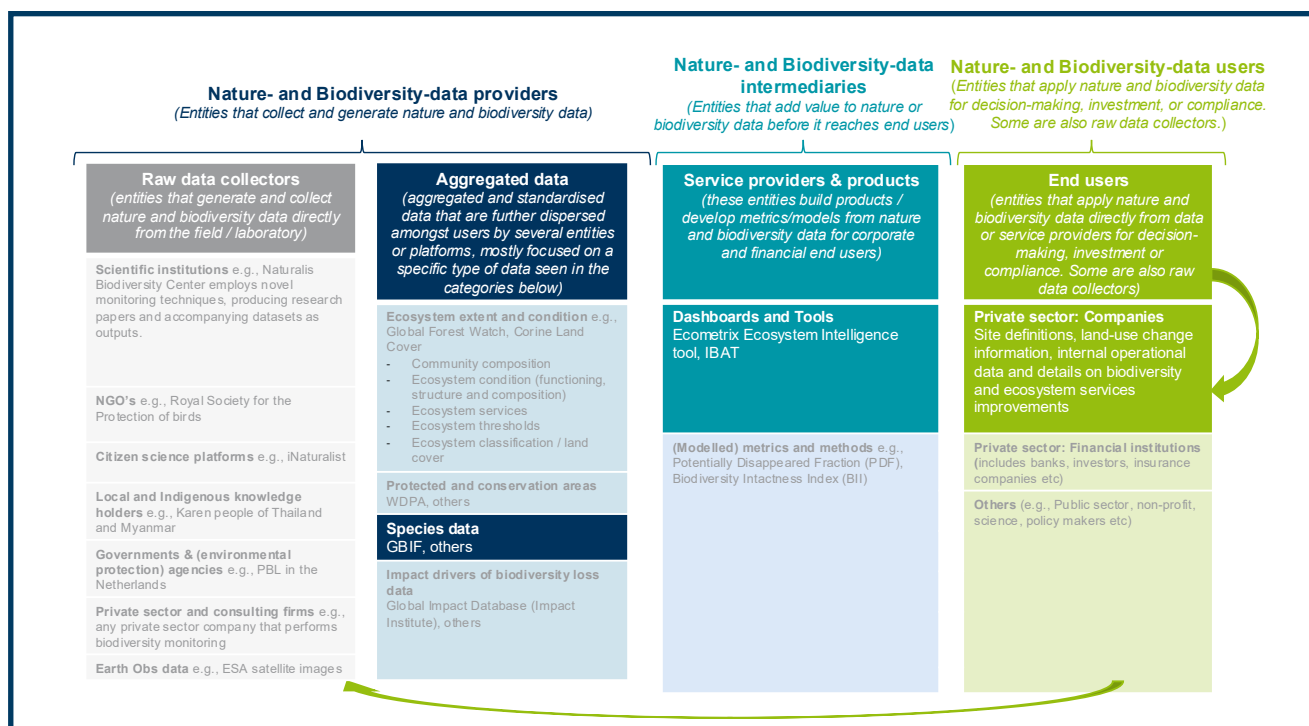 Nature- and Biodiversity-data providers
(Entities that collect and generate nature and biodiversity data)
Nature- and Biodiversity-data
intermediaries
(Entities that add value to nature or
biodiversity data before it reaches end users)
Nature- and Biodiversity-data users
(Entities that apply nature and biodiversity data
for decision-making, investment, or compliance.
Some are also raw data collectors.)
Raw data collectors
(entities that generate and collect
nature and biodiversity data directly
from the field / laboratory)
Scientific institutions e.g., Naturalis
Biodiversity Center employs novel
monitoring techniques, producing research
papers and accompanying datasets as
outputs.
NGO's e.g., Royal Society for the
Protection of birds
Citizen science platforms e.g., iNaturalist
Local and Indigenous knowledge
holders e.g., Karen people of Thailand
and Myanmar
Governments & (environmental
protection) agencies e.g., PBL in the
Netherlands
Private sector and consulting firms e.g.,
any private sector company that performs
biodiversity monitoring
Earth Obs data e.g., ESA satellite images
Aggregated data
(aggregated and standardised
data that are further dispersed
amongst users by several entities
or platforms, mostly focused on a
specific type of data seen in the
categories below)
Ecosystem extent and condition e.g.,
Global Forest Watch, Corine Land
Cover
- Community composition
- Ecosystem condition (functioning,
structure and composition)
- Ecosystem services
- Ecosystem thresholds
- Ecosystem classification / land
cover
Protected and conservation areas
WDPA, others
Species data
GBIF, others
Impact drivers of biodiversity loss
data
Global Impact Database (Impact
Institute), others
Service providers & products
(these entities build products
/ develop metrics/models from nature
and biodiversity data for corporate
and financial end users)
Dashboards and Tools
Ecometrix Ecosystem Intelligence
tool, IBAT
(Modelled) metrics and methods e.g.,
Potentially Disappeared Fraction (PDF),
Biodiversity Intactness Index (BII)
End users
(entities that apply nature and
biodiversity data directly from data
or service providers for decision-
making, investment or
compliance. Some are also raw
data collectors)
Private sector: Companies
Site definitions, land-use change
information, internal operational
data and details on biodiversity
and ecosystem services
improvements
Private sector: Financial institutions
(includes banks, investors, insurance
companies etc)
Others (e.g., Public sector, non-profit,
science, policy makers etc)